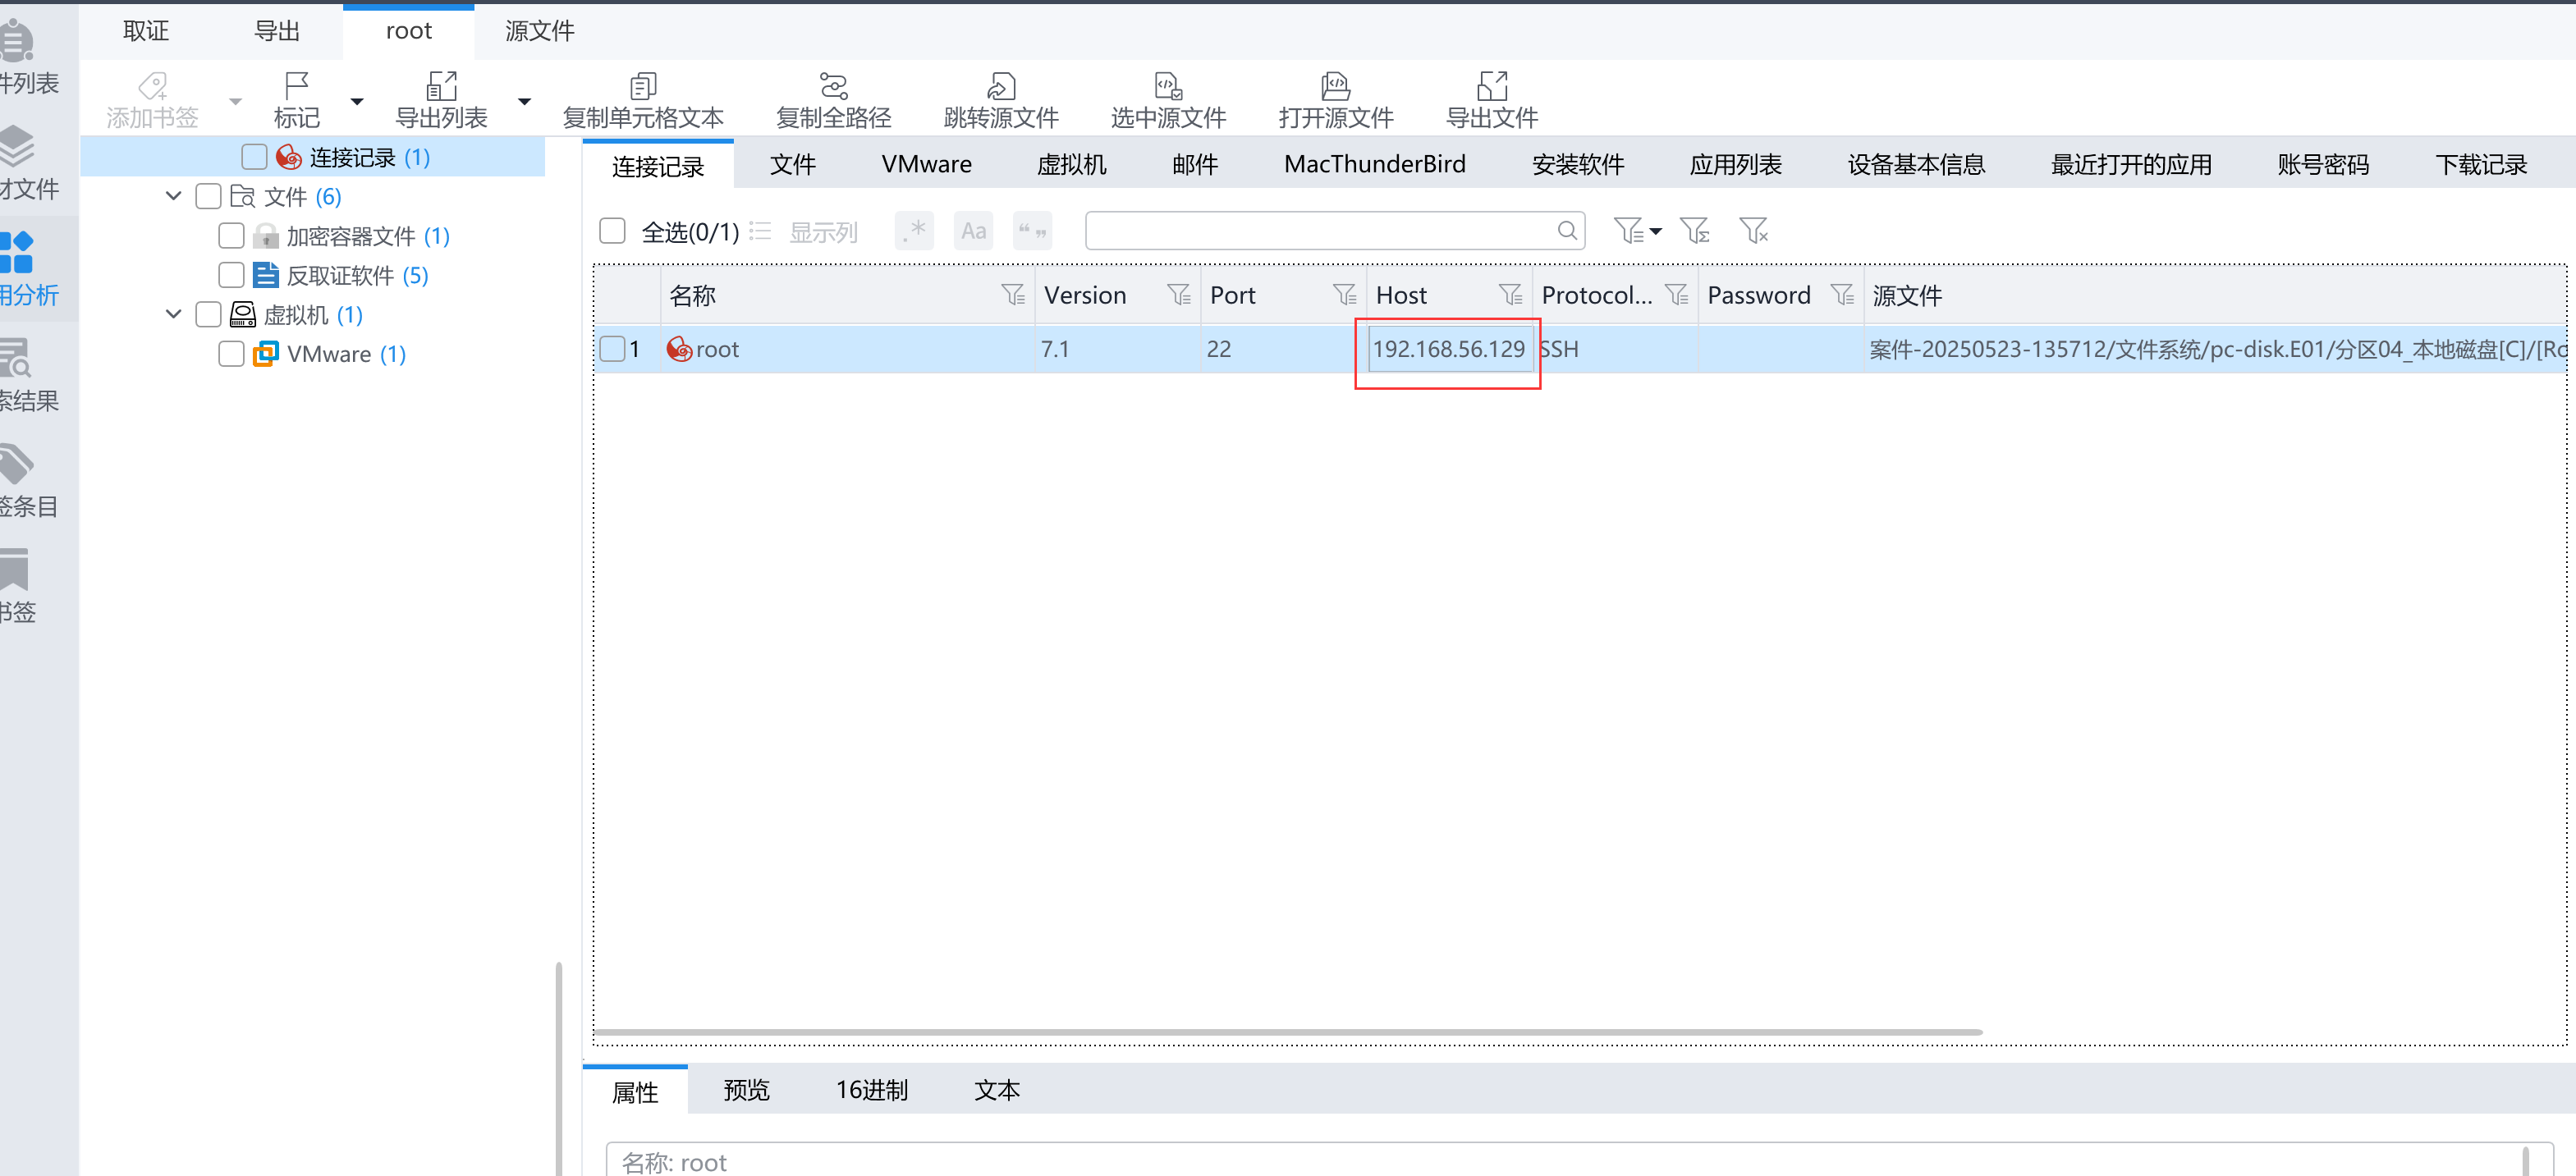 取证 导出 root 源文件
添加书签 标记 导出列表 复制单元格文本 复制全路径 跳转源文件 选中源文件 打开源文件 导出文件
件列表
材文件
用分析
索结果
签条目
书签
连接记录 (1)
文件 (6)
加密容器文件 (1)
反取证软件 (5)
虚拟机 (1)
VMware (1)
连接记录 文件 VMware 虚拟机 邮件 MacThunderBird 安装软件 应用列表 设备基本信息 最近打开的应用 账号密码 下载记录
全选(0/1) 显示列 .* Aa “ ”
名称 Version Port Host Protocol... Password 源文件
1 root 7.1 22 192.168.56.129 SSH 案件-20250523-135712/文件系统/pc-disk.E01/分区04_本地磁盘[C]/[Ro
属性 预览 16进制 文本
名称: root